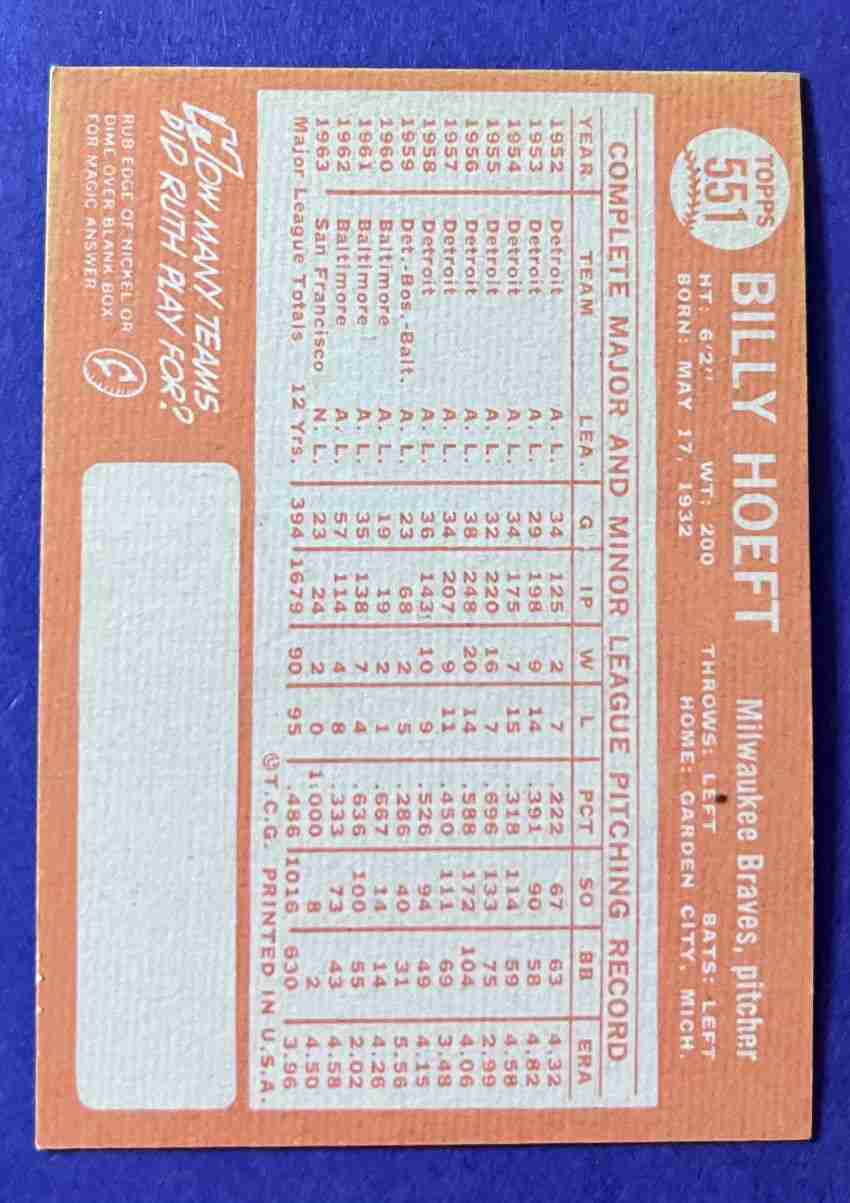 TOPPS
551
BILLY HOEFT Milwaukee Braves, pitcher
HT: 6'2" WT: 200 THROWS: LEFT BATS: LEFT
BORN: MAY 17, 1932 HOME: GARDEN CITY, MICH.
COMPLETE MAJOR AND MINOR LEAGUE PITCHING RECORD
YEAR TEAM LEA. G IP W L PCT SO BB ERA
1952 Detroit A. L. 34 125 2 7 .222 67 63 4.32
1953 Detroit A. L. 29 198 9 14 .391 90 58 4.82
1954 Detroit A. L. 34 175 7 15 .318 114 59 4.58
1955 Detroit A. L. 32 220 16 7 .696 133 75 2.99
1956 Detroit A. L. 38 248 20 14 .588 172 104 4.06
1957 Detroit A. L. 34 207 9 11 .450 111 69 3.48
1958 Detroit A. L. 36 143 10 9 .526 94 49 4.15
1959 Det.-Bos.-Balt. A. L. 23 68 2 5 .286 40 31 5.56
1960 Baltimore A. L. 19 19 2 1 .667 14 14 4.26
1961 Baltimore A. L. 35 138 7 4 .636 100 55 2.02
1962 Baltimore A. L. 57 114 4 8 .333 73 43 4.58
1963 San Francisco N. L. 23 24 2 0 1.000 8 2 4.50
Major League Totals 12 Yrs. 394 1679 90 95 .486 1016 630 3.96
©T.C.G. PRINTED IN U.S.A.
HOW MANY TEAMS
DID RUTH PLAY FOR?
RUB EDGE OF NICKEL OR
DIME OVER BLANK BOX
FOR MAGIC ANSWER